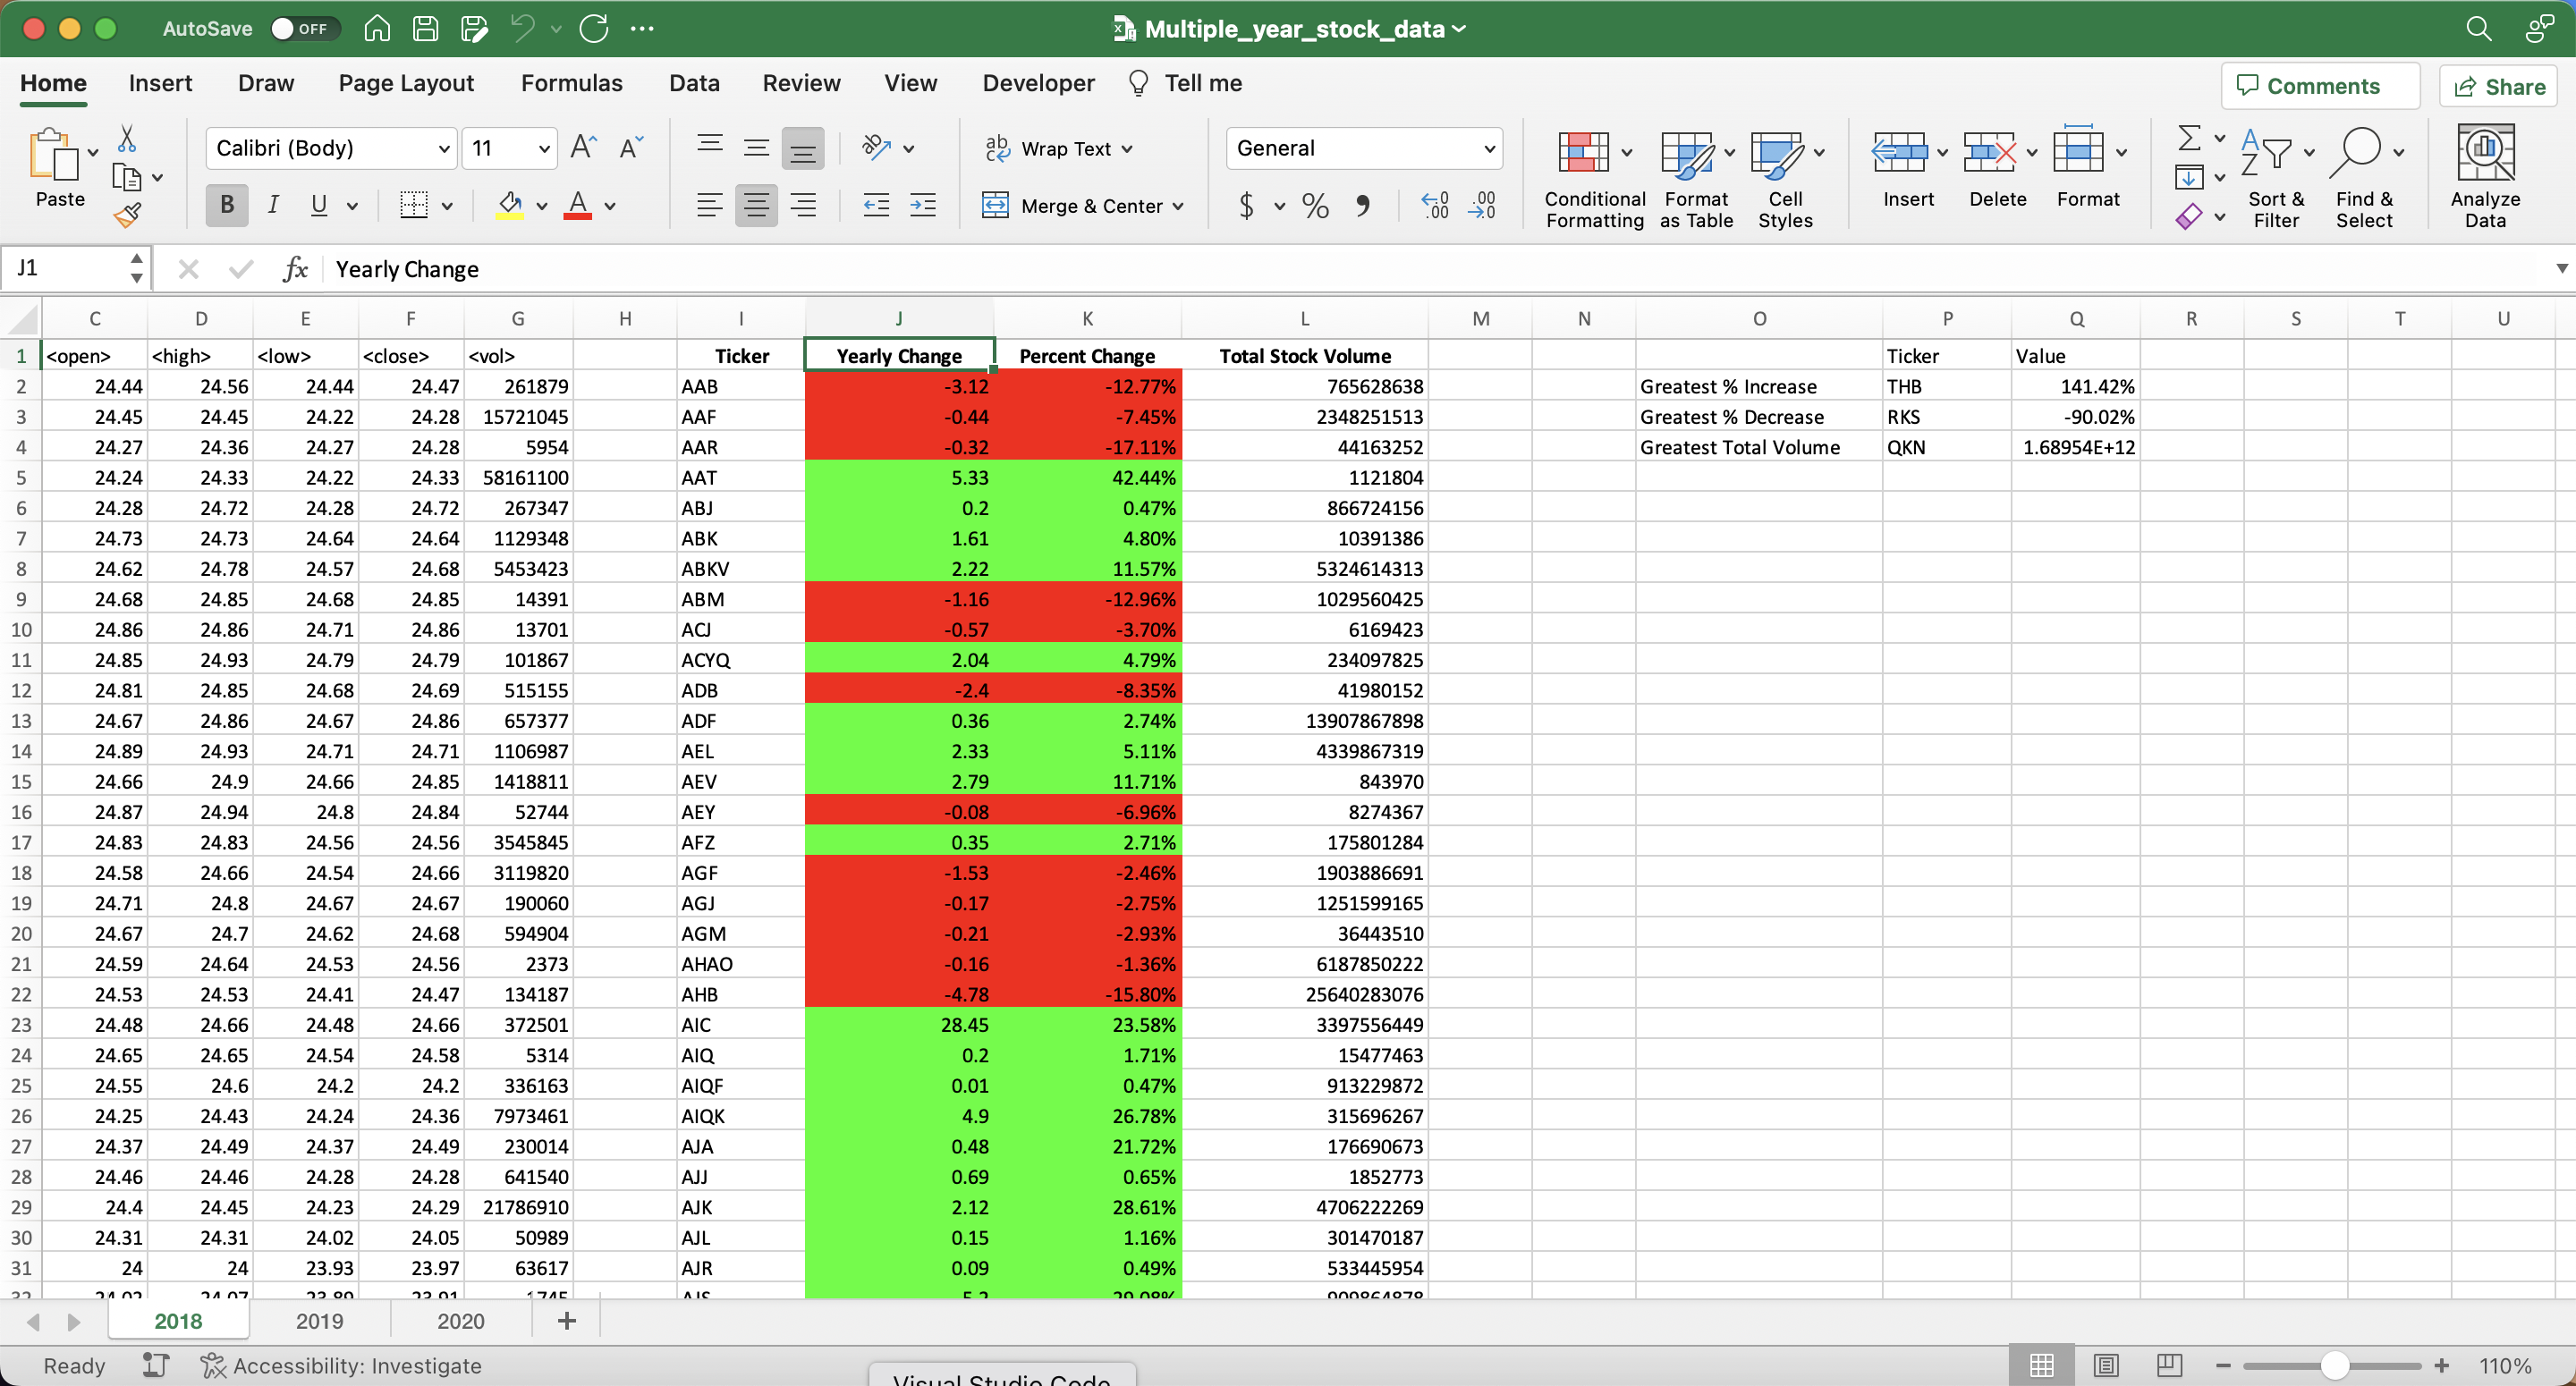 AutoSave OFF Multiple_year_stock_data
Home Insert Draw Page Layout Formulas Data Review View Developer Tell me Comments Share
Paste Calibri (Body) 11 Wrap Text General Conditional Formatting Format as Table Cell Styles Insert Delete Format Sort & Filter Find & Select Analyze Data
B I U Merge & Center $ % 9
J1 fx Yearly Change
C D E F G H I J K L M N O P Q R S T U
1 <open> <high> <low> <close> <vol> Ticker Yearly Change Percent Change Total Stock Volume Ticker Value
2 24.44 24.56 24.44 24.47 261879 AAB -3.12 -12.77% 765628638 Greatest % Increase THB 141.42%
3 24.45 24.45 24.22 24.28 15721045 AAF -0.44 -7.45% 2348251513 Greatest % Decrease RKS -90.02%
4 24.27 24.36 24.27 24.28 5954 AAR -0.32 -17.11% 44163252 Greatest Total Volume QKN 1.68954E+12
5 24.24 24.33 24.22 24.33 58161100 AAT 5.33 42.44% 1121804
6 24.28 24.72 24.28 24.72 267347 ABJ 0.2 0.47% 866724156
7 24.73 24.73 24.64 24.64 1129348 ABK 1.61 4.80% 10391386
8 24.62 24.78 24.57 24.68 5453423 ABKV 2.22 11.57% 5324614313
9 24.68 24.85 24.68 24.85 14391 ABM -1.16 -12.96% 1029560425
10 24.86 24.86 24.71 24.86 13701 ACJ -0.57 -3.70% 6169423
11 24.85 24.93 24.79 24.79 101867 ACYQ 2.04 4.79% 234097825
12 24.81 24.85 24.68 24.69 515155 ADB -2.4 -8.35% 41980152
13 24.67 24.86 24.67 24.86 657377 ADF 0.36 2.74% 13907867898
14 24.89 24.93 24.71 24.71 1106987 AEL 2.33 5.11% 4339867319
15 24.66 24.9 24.66 24.85 1418811 AEV 2.79 11.71% 843970
16 24.87 24.94 24.8 24.84 52744 AEY -0.08 -6.96% 8274367
17 24.83 24.83 24.56 24.56 3545845 AFZ 0.35 2.71% 175801284
18 24.58 24.66 24.54 24.66 3119820 AGF -1.53 -2.46% 1903886691
19 24.71 24.8 24.67 24.67 190060 AGJ -0.17 -2.75% 1251599165
20 24.67 24.7 24.62 24.68 594904 AGM -0.21 -2.93% 36443510
21 24.59 24.64 24.53 24.56 2373 AHAO -0.16 -1.36% 6187850222
22 24.53 24.53 24.41 24.47 134187 AHB -4.78 -15.80% 25640283076
23 24.48 24.66 24.48 24.66 372501 AIC 28.45 23.58% 3397556449
24 24.65 24.65 24.54 24.58 5314 AIQ 0.2 1.71% 15477463
25 24.55 24.6 24.2 24.2 336163 AIQF 0.01 0.47% 913229872
26 24.25 24.43 24.24 24.36 7973461 AIQK 4.9 26.78% 315696267
27 24.37 24.49 24.37 24.49 230014 AJA 0.48 21.72% 176690673
28 24.46 24.46 24.28 24.28 641540 AJJ 0.69 0.65% 1852773
29 24.4 24.45 24.23 24.29 21786910 AJK 2.12 28.61% 4706222269
30 24.31 24.31 24.02 24.05 50989 AJL 0.15 1.16% 301470187
31 24 24 23.93 23.97 63617 AJR 0.09 0.49% 533445954
2018 2019 2020 +
Ready Accessibility: Investigate 110%
Visual Studio Code